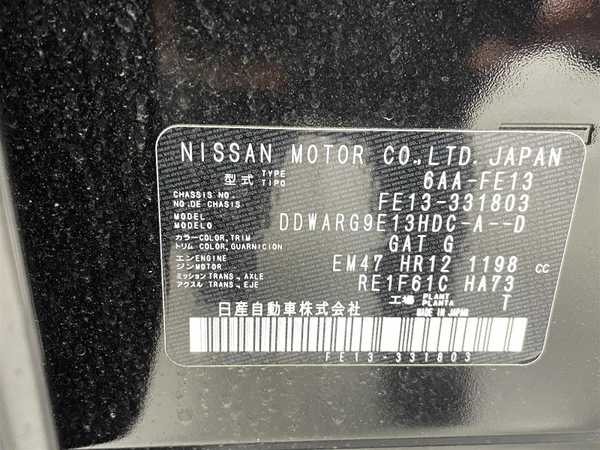 NISSAN MOTOR CO.,LTD. JAPAN
型式 TYPE TIPO 6AA-FE13
CHASSIS NO. NO.DE CHASIS FE13-331803
MODEL MODELO DDWARG9E13HDC-A--D
カラー COLOR,TRIM トリム COLOR,GUARNICION GAT G
エンジン ENGINE MOTOR EM47 HR12 1198 cc
ミッション TRANS.,AXLE アクスル TRANS.,EJE RE1F61C HA73
工場 PLANT PLANTA T
日産自動車株式会社 MADE IN JAPAN
FE13-331803